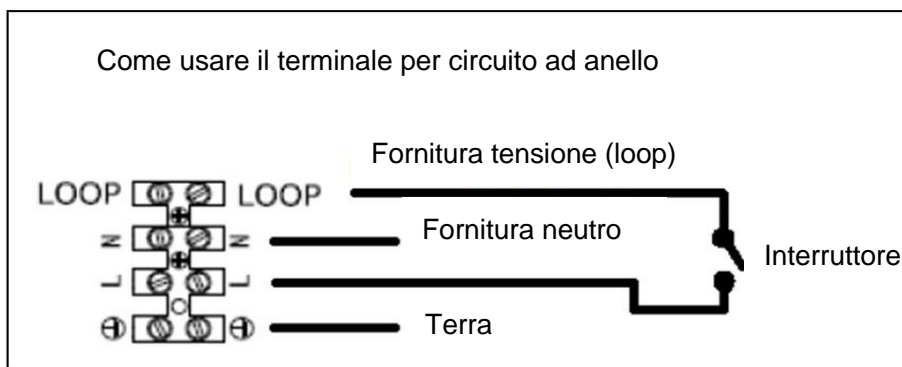 Come usare il terminale per circuito ad anello
Fornitura tensione (loop)
LOOP LOOP
N N Fornitura neutro
Interruttore
L L
Terra